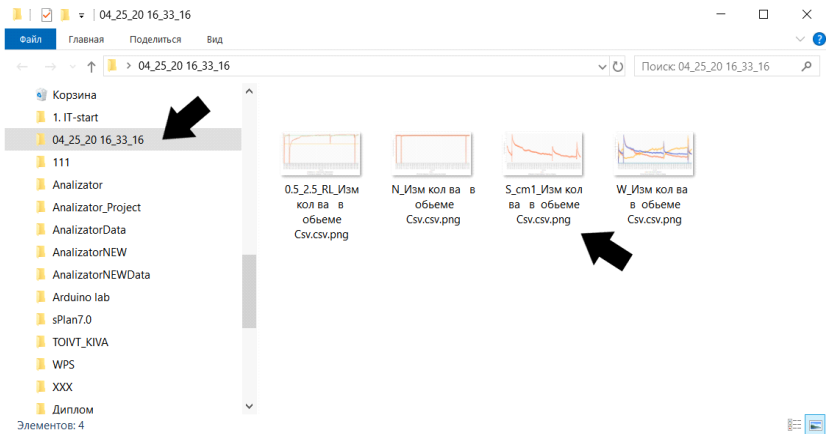 04_25_20 16_33_16
Файл Главная Поделиться Вид
04_25_20 16_33_16
Поиск: 04_25_20 16_33_16
Корзина
1. IT-start
04_25_20 16_33_16
111
Analizator
Analizator_Project
AnalizatorData
AnalizatorNEW
AnalizatorNEWData
Arduino lab
sPlan7.0
TOIVT_KIVA
WPS
XXX
Диплом
0.5_2.5_RL_Изм
кол ва в
обьеме
Csv.csv.png
N_Изм кол ва в
обьеме
Csv.csv.png
S_cm1_Изм кол
ва в обьеме
Csv.csv.png
W_Изм кол ва
в обьеме
Csv.csv.png
Элементов: 4